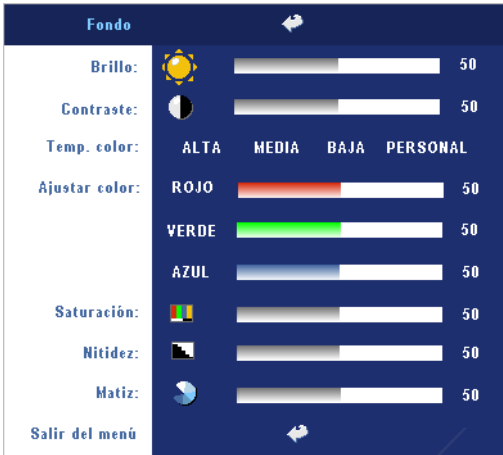 Fondo
Brillo: 50
Contraste: 50
Temp. color: ALTA MEDIA BAJA PERSONAL
Ajustar color: ROJO 50
VERDE 50
AZUL 50
Saturación: 50
Nitidez: 50
Matiz: 50
Salir del menú